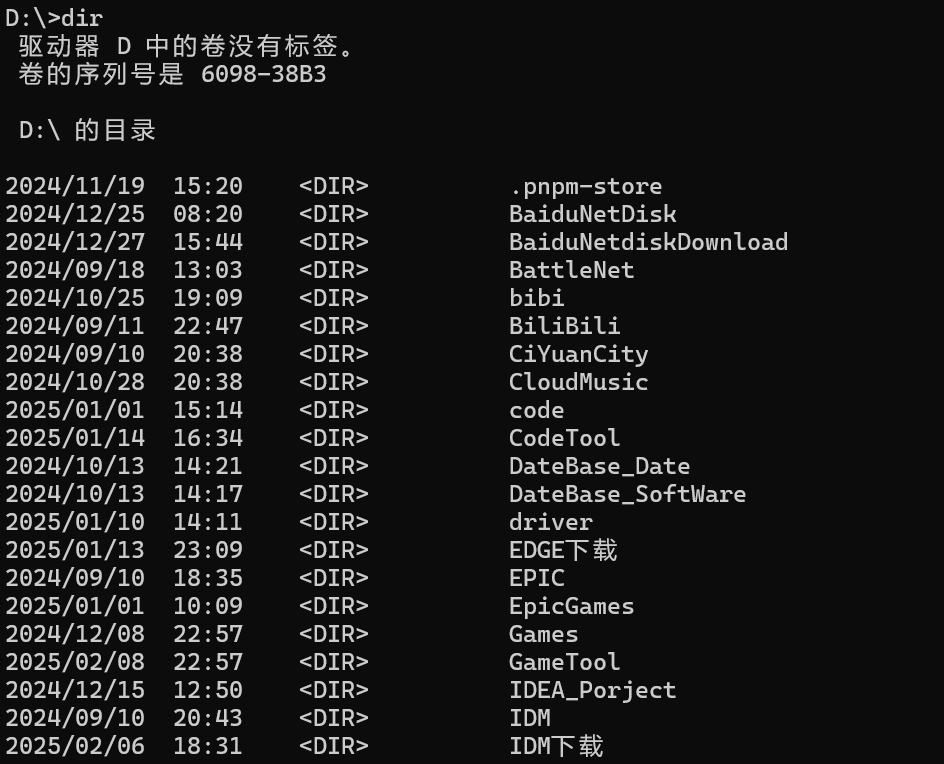 D:\>dir
驱动器 D 中的卷没有标签。
卷的序列号是 6098-38B3
D:\ 的目录
2024/11/19  15:20    <DIR>          .pnpm-store
2024/12/25  08:20    <DIR>          BaiduNetDisk
2024/12/27  15:44    <DIR>          BaiduNetdiskDownload
2024/09/18  13:03    <DIR>          BattleNet
2024/10/25  19:09    <DIR>          bibi
2024/09/11  22:47    <DIR>          BiliBili
2024/09/10  20:38    <DIR>          CiYuanCity
2024/10/28  20:38    <DIR>          CloudMusic
2025/01/01  15:14    <DIR>          code
2025/01/14  16:34    <DIR>          CodeTool
2024/10/13  14:21    <DIR>          DateBase_Date
2024/10/13  14:17    <DIR>          DateBase_SoftWare
2025/01/10  14:11    <DIR>          driver
2025/01/13  23:09    <DIR>          EDGE下载
2024/09/10  18:35    <DIR>          EPIC
2025/01/01  10:09    <DIR>          EpicGames
2024/12/08  22:57    <DIR>          Games
2025/02/08  22:57    <DIR>          GameTool
2024/12/15  12:50    <DIR>          IDEA_Porject
2024/09/10  20:43    <DIR>          IDM
2025/02/06  18:31    <DIR>          IDM下载